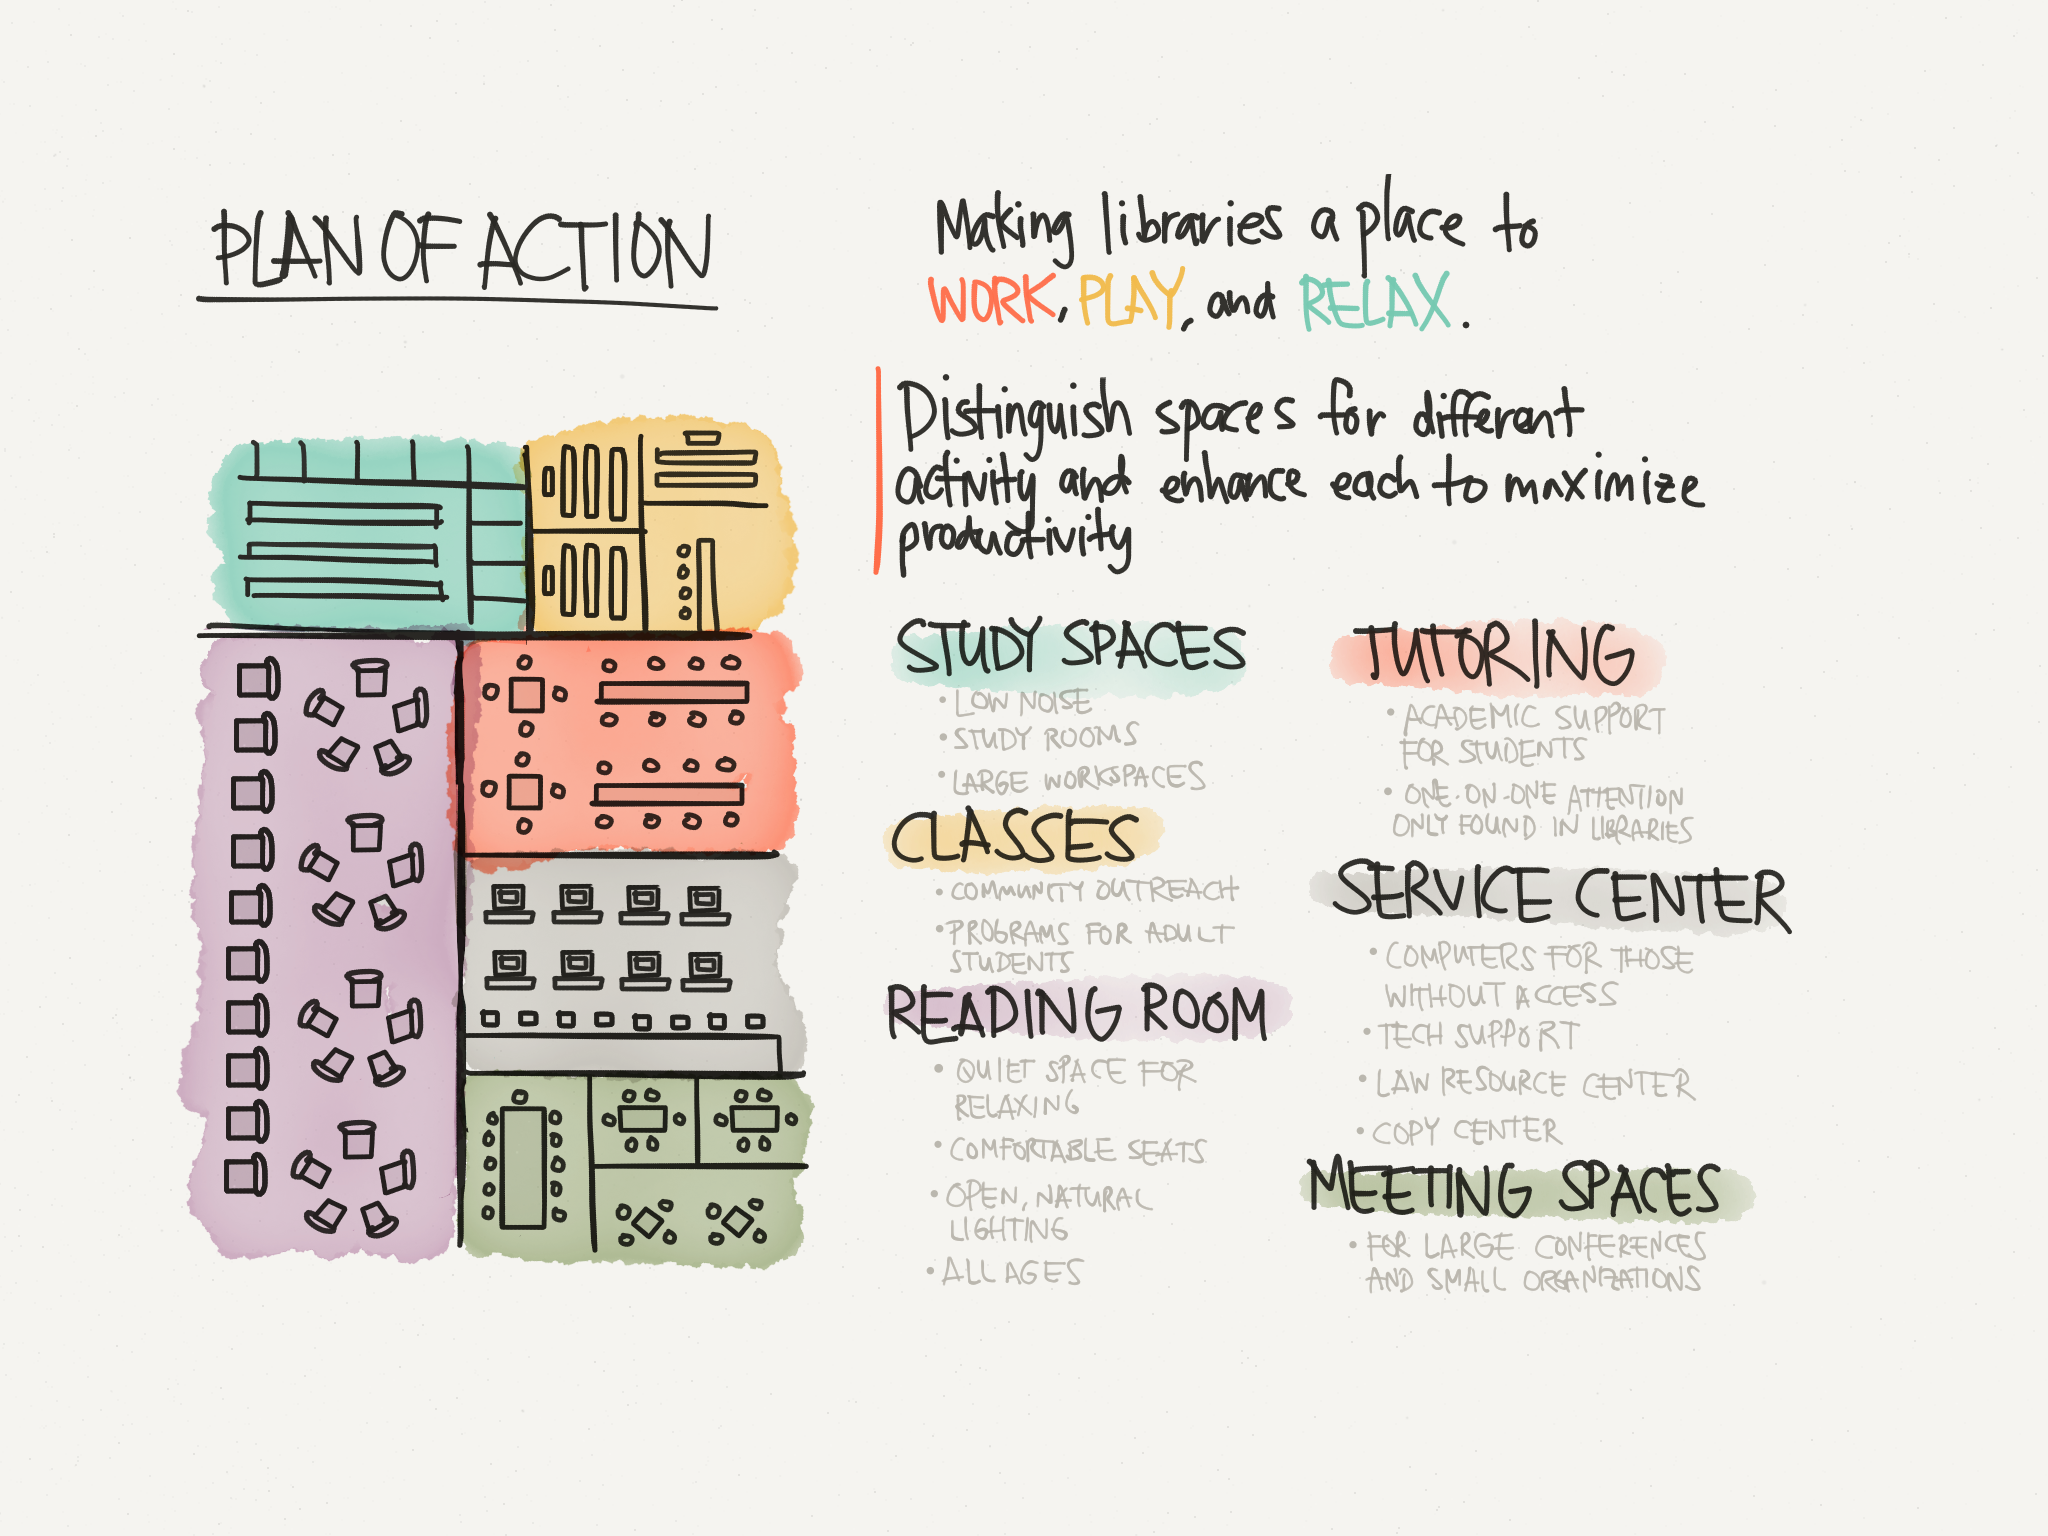 PLAN OF ACTION
Making libraries a place to
WORK, PLAY, and RELAX.
Distinguish spaces for different
activity and enhance each to maximize
productivity
STUDY SPACES
• LOW NOISE
• STUDY ROOMS
• LARGE WORKSPACES
CLASSES
• COMMUNITY OUTREACH
• PROGRAMS FOR ADULT
STUDENTS
READING ROOM
• QUIET SPACE FOR
RELAXING
• COMFORTABLE SEATS
• OPEN, NATURAL
LIGHTING
• ALL AGES
TUTORING
• ACADEMIC SUPPORT
FOR STUDENTS
• ONE-ON-ONE ATTENTION
ONLY FOUND IN LIBRARIES
SERVICE CENTER
• COMPUTERS FOR THOSE
WITHOUT ACCESS
• TECH SUPPORT
• LAW RESOURCE CENTER
• COPY CENTER
MEETING SPACES
• FOR LARGE CONFERENCES
AND SMALL ORGANIZATIONS